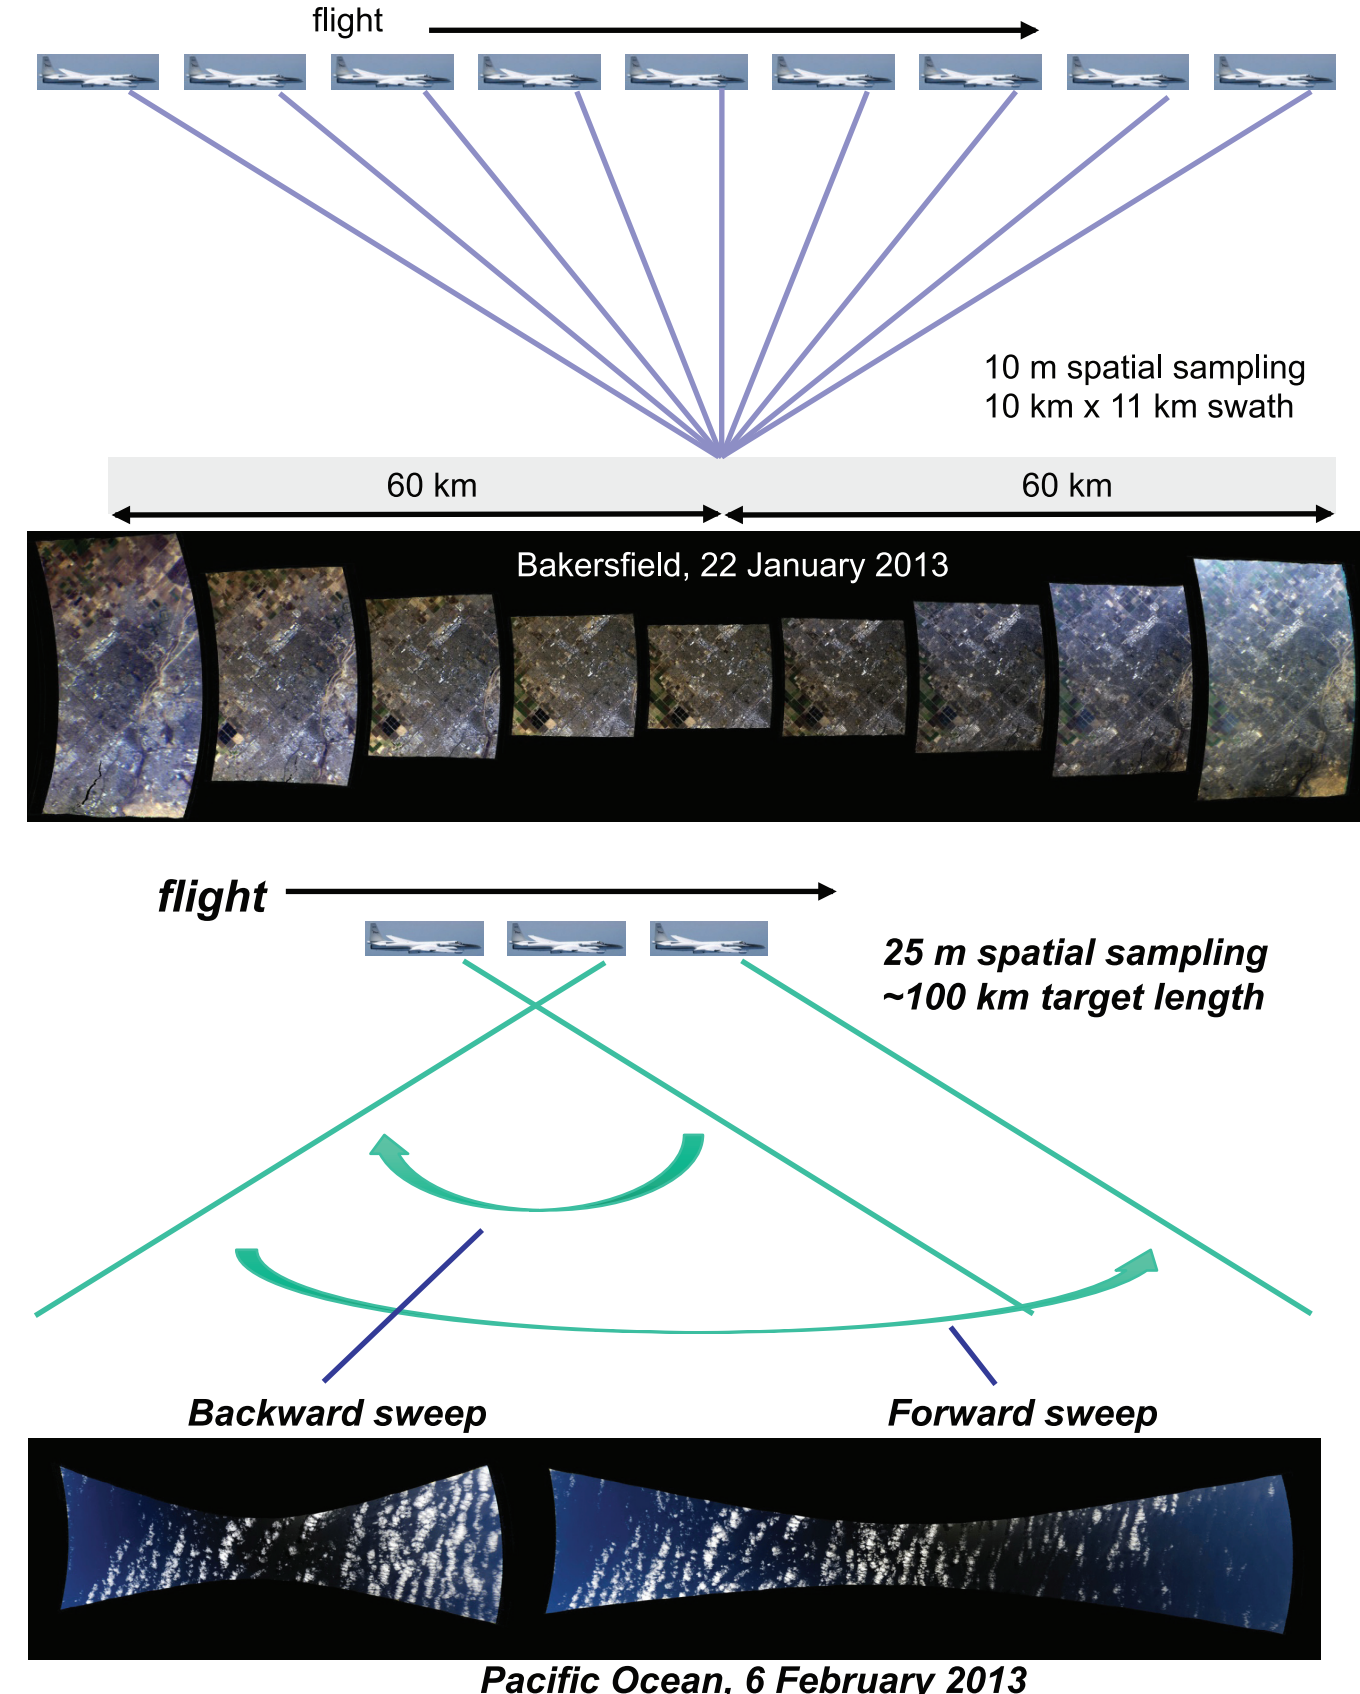 flight
10 m spatial sampling
10 km x 11 km swath
60 km
60 km
Bakersfield, 22 January 2013
flight
25 m spatial sampling
~100 km target length
Backward sweep
Forward sweep
Pacific Ocean, 6 February 2013